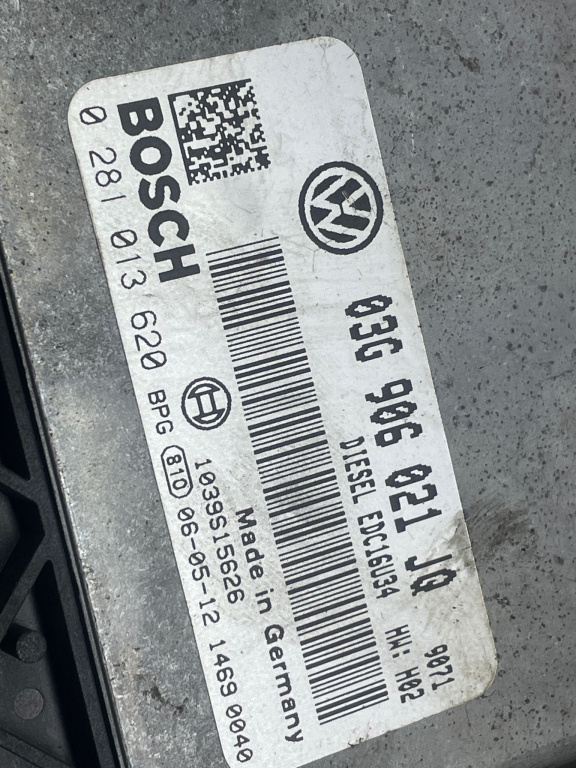 03G 906 021 JQ
DIESEL EDC16U34 HW: H02
9071
BOSCH
0 281 013 620 BPG 810 06-05-12 1469 0040
1039S15626
Made in Germany